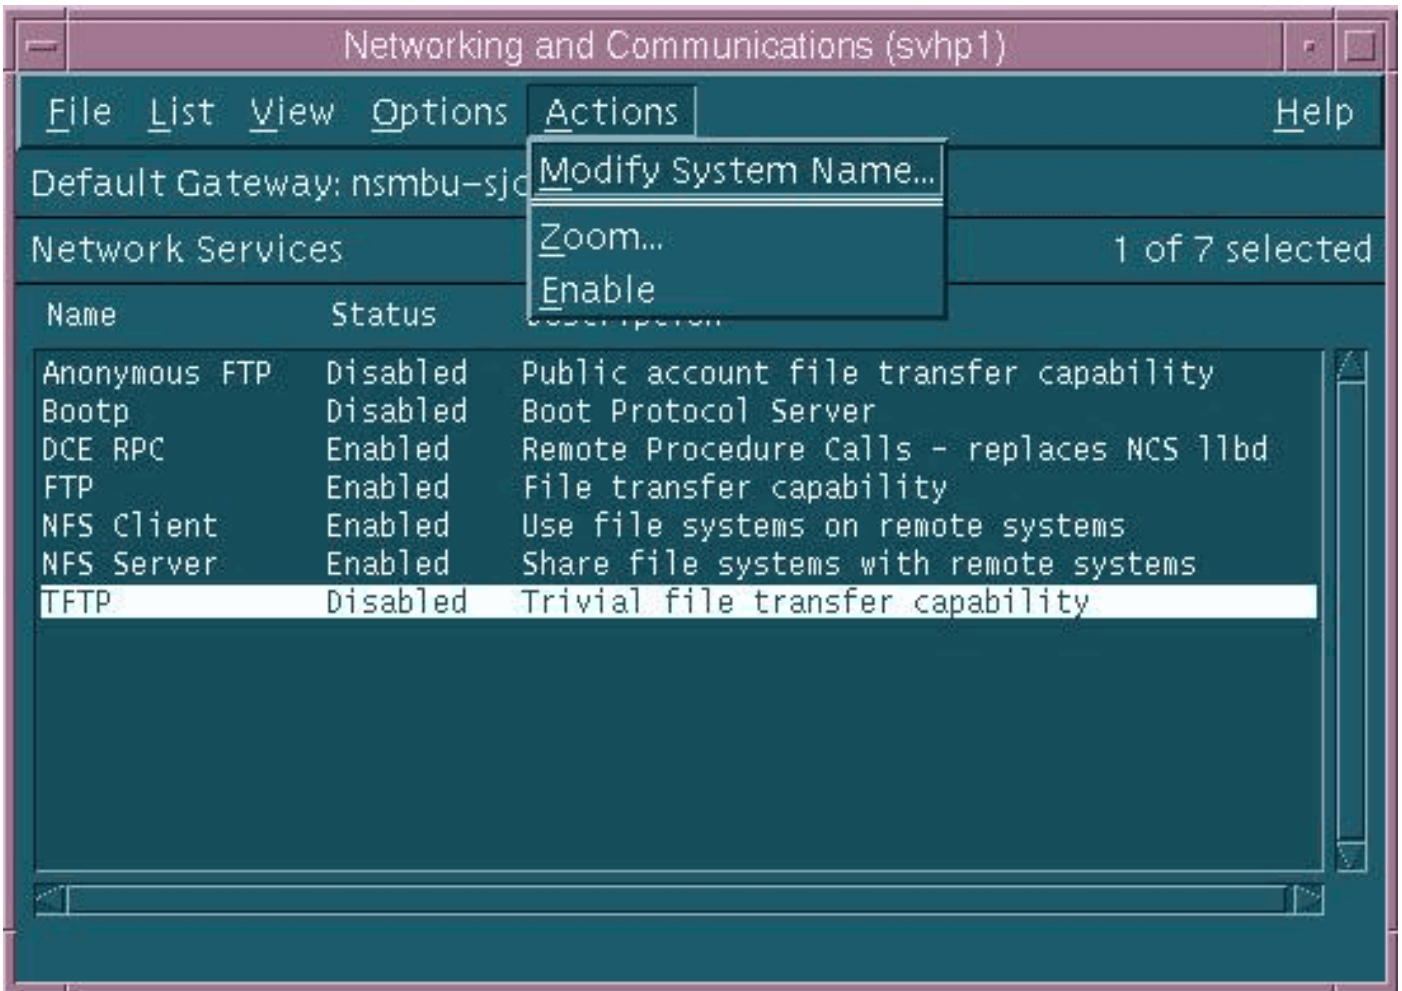 Networking and Communications (svhp1)
File List View Options Actions Help
Modify System Name...
Zoom...
Enable
Default Gateway: nsmbu-sjc
Network Services 1 of 7 selected
Name Status Description
Anonymous FTP Disabled Public account file transfer capability
Bootp Disabled Boot Protocol Server
DCE RPC Enabled Remote Procedure Calls - replaces NCS llbd
FTP Enabled File transfer capability
NFS Client Enabled Use file systems on remote systems
NFS Server Enabled Share file systems with remote systems
TFTP Disabled Trivial file transfer capability